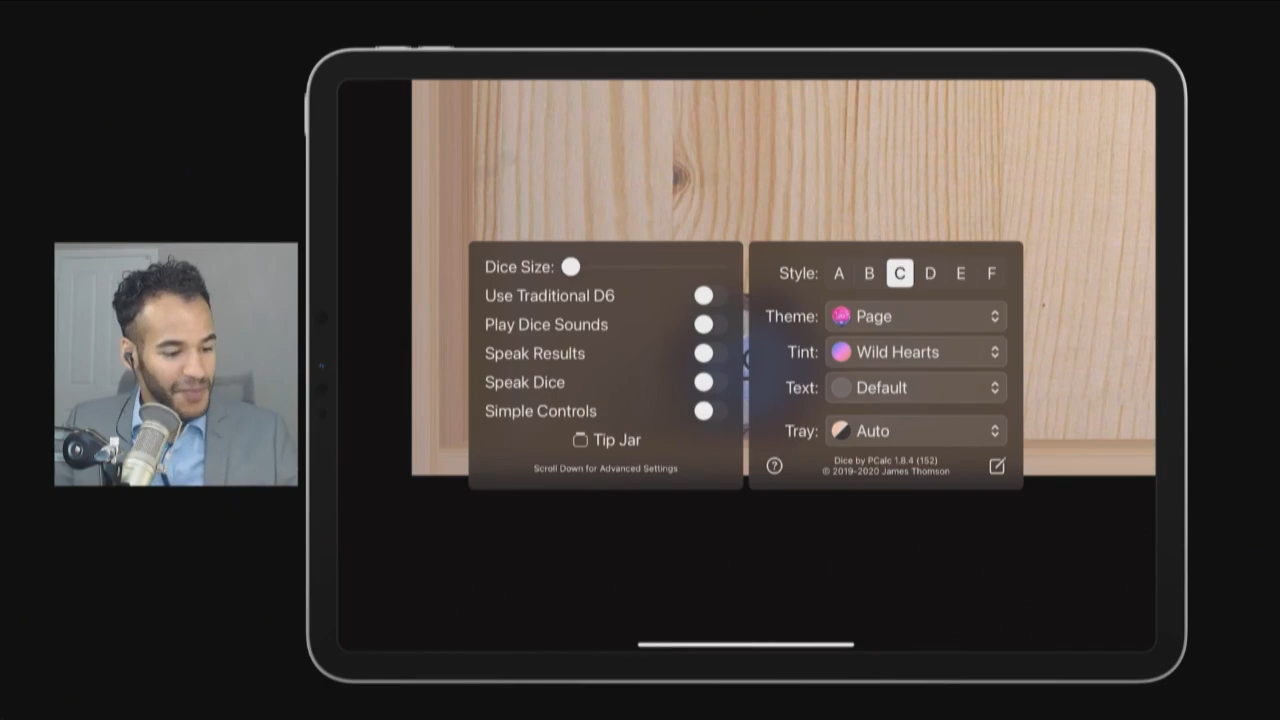 Dice Size:
Use Traditional D6
Play Dice Sounds
Speak Results
Speak Dice
Simple Controls
Tip Jar
Scroll Down for Advanced Settings
Style: A B C D E F
Theme: Page
Tint: Wild Hearts
Text: Default
Tray: Auto
Dice by PCalc 1.8.4 (152)
© 2019-2020 James Thomson